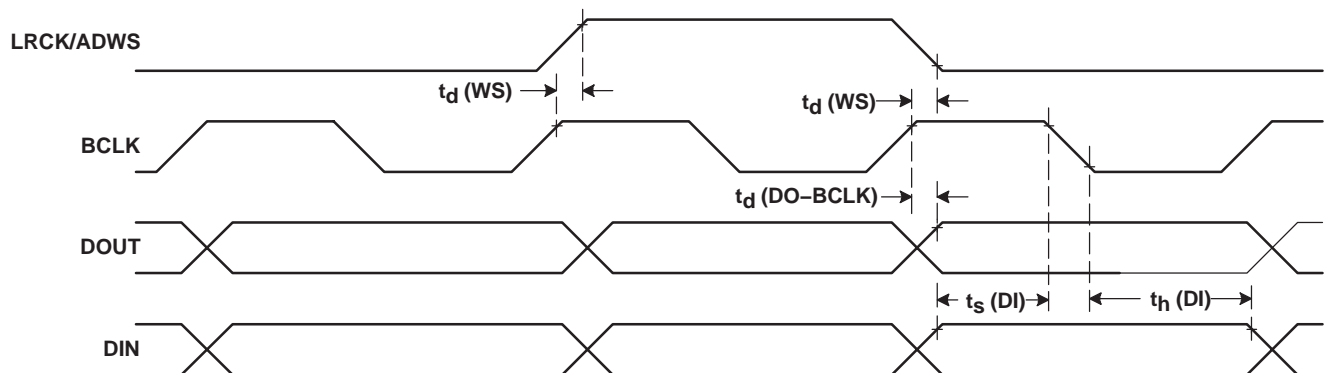 LRCK/ADWS
td (WS)
td (WS)
BCLK
td (DO–BCLK)
DOUT
ts (DI)
th (DI)
DIN